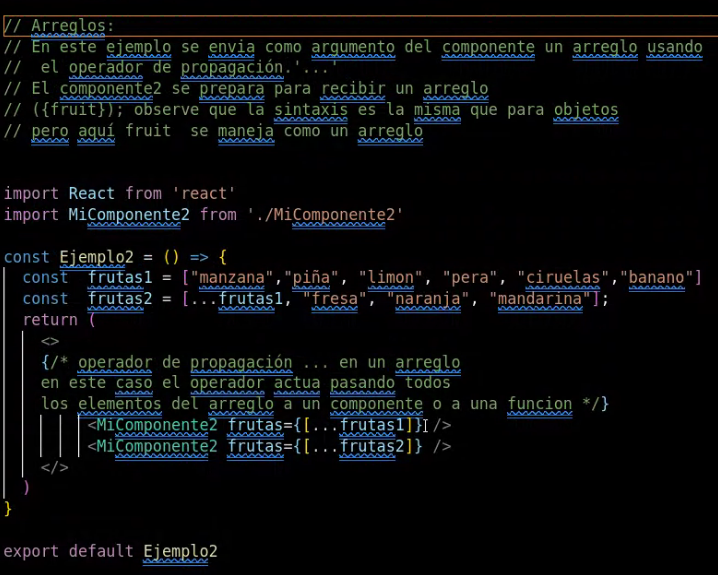 // Arreglos:
// En este ejemplo se envia como argumento del componente un arreglo usando
//  el operador de propagación.'...'
// El componente2 se prepara para recibir un arreglo
// ({fruit}); observe que la sintaxis es la misma que para objetos
// pero aquí fruit  se maneja como un arreglo
import React from 'react'
import MiComponente2 from './MiComponente2'
const Ejemplo2 = () => {
  const  frutas1 = ["manzana","piña", "limon", "pera", "ciruelas","banano"]
  const  frutas2 = [...frutas1, "fresa", "naranja", "mandarina"];
  return (
    <>
    {/* operador de propagación ... en un arreglo
    en este caso el operador actua pasando todos
    los elementos del arreglo a un componente o a una funcion */}
         <MiComponente2 frutas={[...frutas1]} />
         <MiComponente2 frutas={[...frutas2]} />
    </>
  )
}
export default Ejemplo2